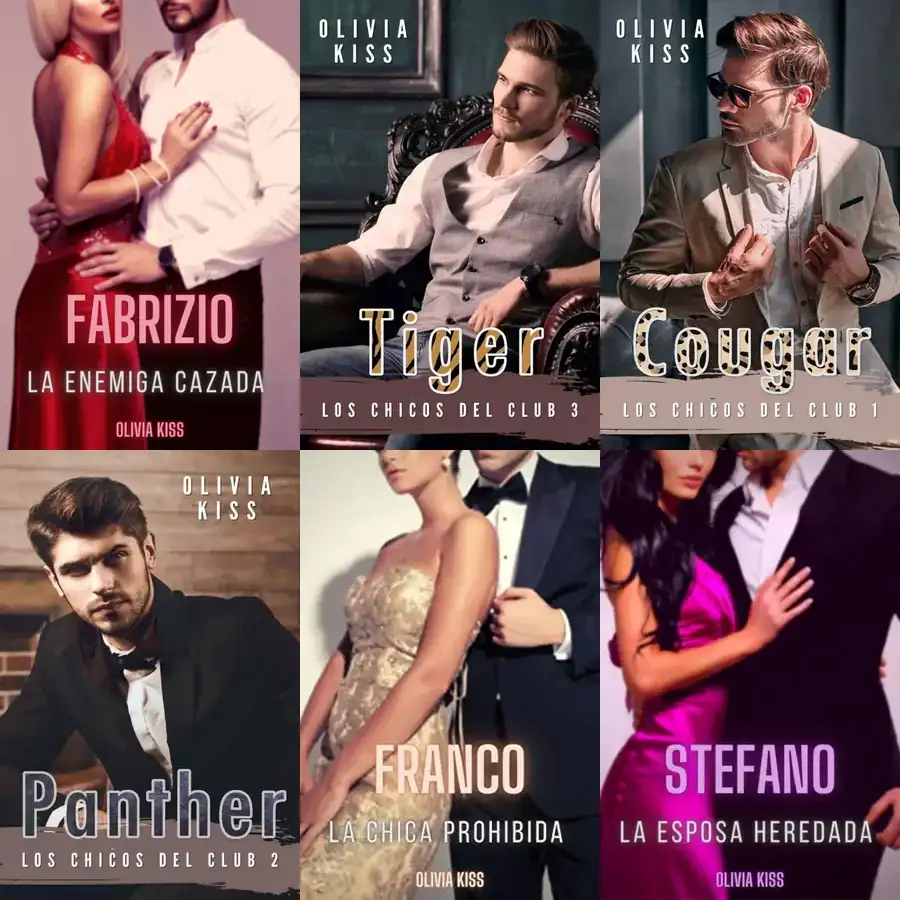 FABRIZIO
LA ENEMIGA CAZADA
OLIVIA KISS
OLIVIA
KISS
Tiger
LOS CHICOS DEL CLUB 3
OLIVIA
KISS
Cougar
LOS CHICOS DEL CLUB 1
OLIVIA
KISS
Panther
LOS CHICOS DEL CLUB 2
FRANCO
LA CHICA PROHIBIDA
OLIVIA KISS
STEFANO
LA ESPOSA HEREDADA
OLIVIA KISS